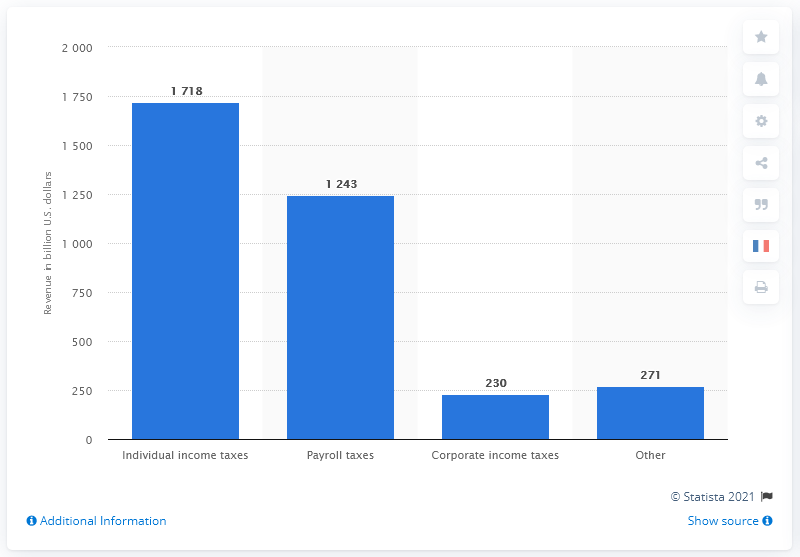 2 000
1 750
1 500
1 250
1 000
750
500
250
0
Revenue in billion U.S. dollars
1 718
1 243
230
271
Individual income taxes
Payroll taxes
Corporate income taxes
Other
© Statista 2021
Additional Information
Show source